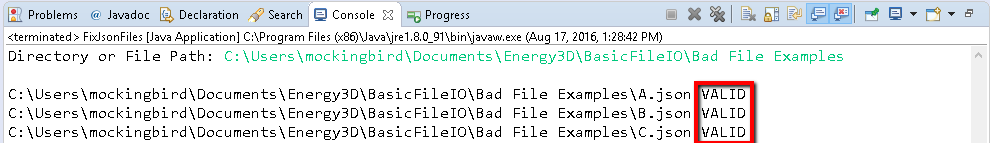 Problems @ Javadoc Declaration Search Console Progress
<terminated> FixJsonFiles [Java Application] C:\Program Files (x86)\Java\jre1.8.0_91\bin\javaw.exe (Aug 17, 2016, 1:28:42 PM)
Directory or File Path: C:\Users\mockingbird\Documents\Energy3D\BasicFileIO\Bad File Examples
C:\Users\mockingbird\Documents\Energy3D\BasicFileIO\Bad File Examples\A.json VALID
C:\Users\mockingbird\Documents\Energy3D\BasicFileIO\Bad File Examples\B.json VALID
C:\Users\mockingbird\Documents\Energy3D\BasicFileIO\Bad File Examples\C.json VALID